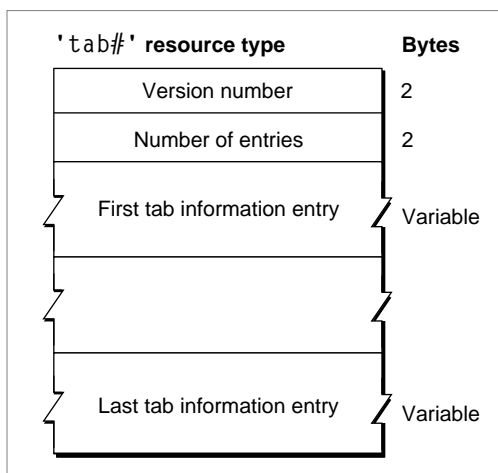 'tab#' resource type Bytes
Version number 2
Number of entries 2
First tab information entry Variable
Last tab information entry Variable